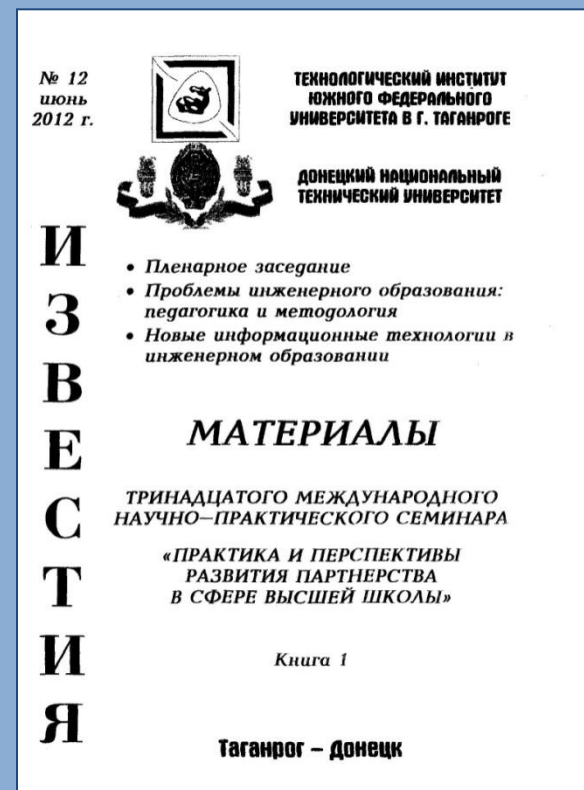 № 12
июнь
2012 г.
ТЕХНОЛОГИЧЕСКИЙ ИНСТИТУТ
ЮЖНОГО ФЕДЕРАЛЬНОГО
УНИВЕРСИТЕТА В Г. ТАГАНРОГЕ
ДОНЕЦКИЙ НАЦИОНАЛЬНЫЙ
ТЕХНИЧЕСКИЙ УНИВЕРСИТЕТ
ИЗВЕСТИЯ
• Пленарное заседание
• Проблемы инженерного образования:
педагогика и методология
• Новые информационные технологии в
инженерном образовании
МАТЕРИАЛЫ
ТРИНАДЦАТОГО МЕЖДУНАРОДНОГО
НАУЧНО—ПРАКТИЧЕСКОГО СЕМИНАРА
«ПРАКТИКА И ПЕРСПЕКТИВЫ
РАЗВИТИЯ ПАРТНЕРСТВА
В СФЕРЕ ВЫСШЕЙ ШКОЛЫ»
Книга 1
Таганрог – Донецк